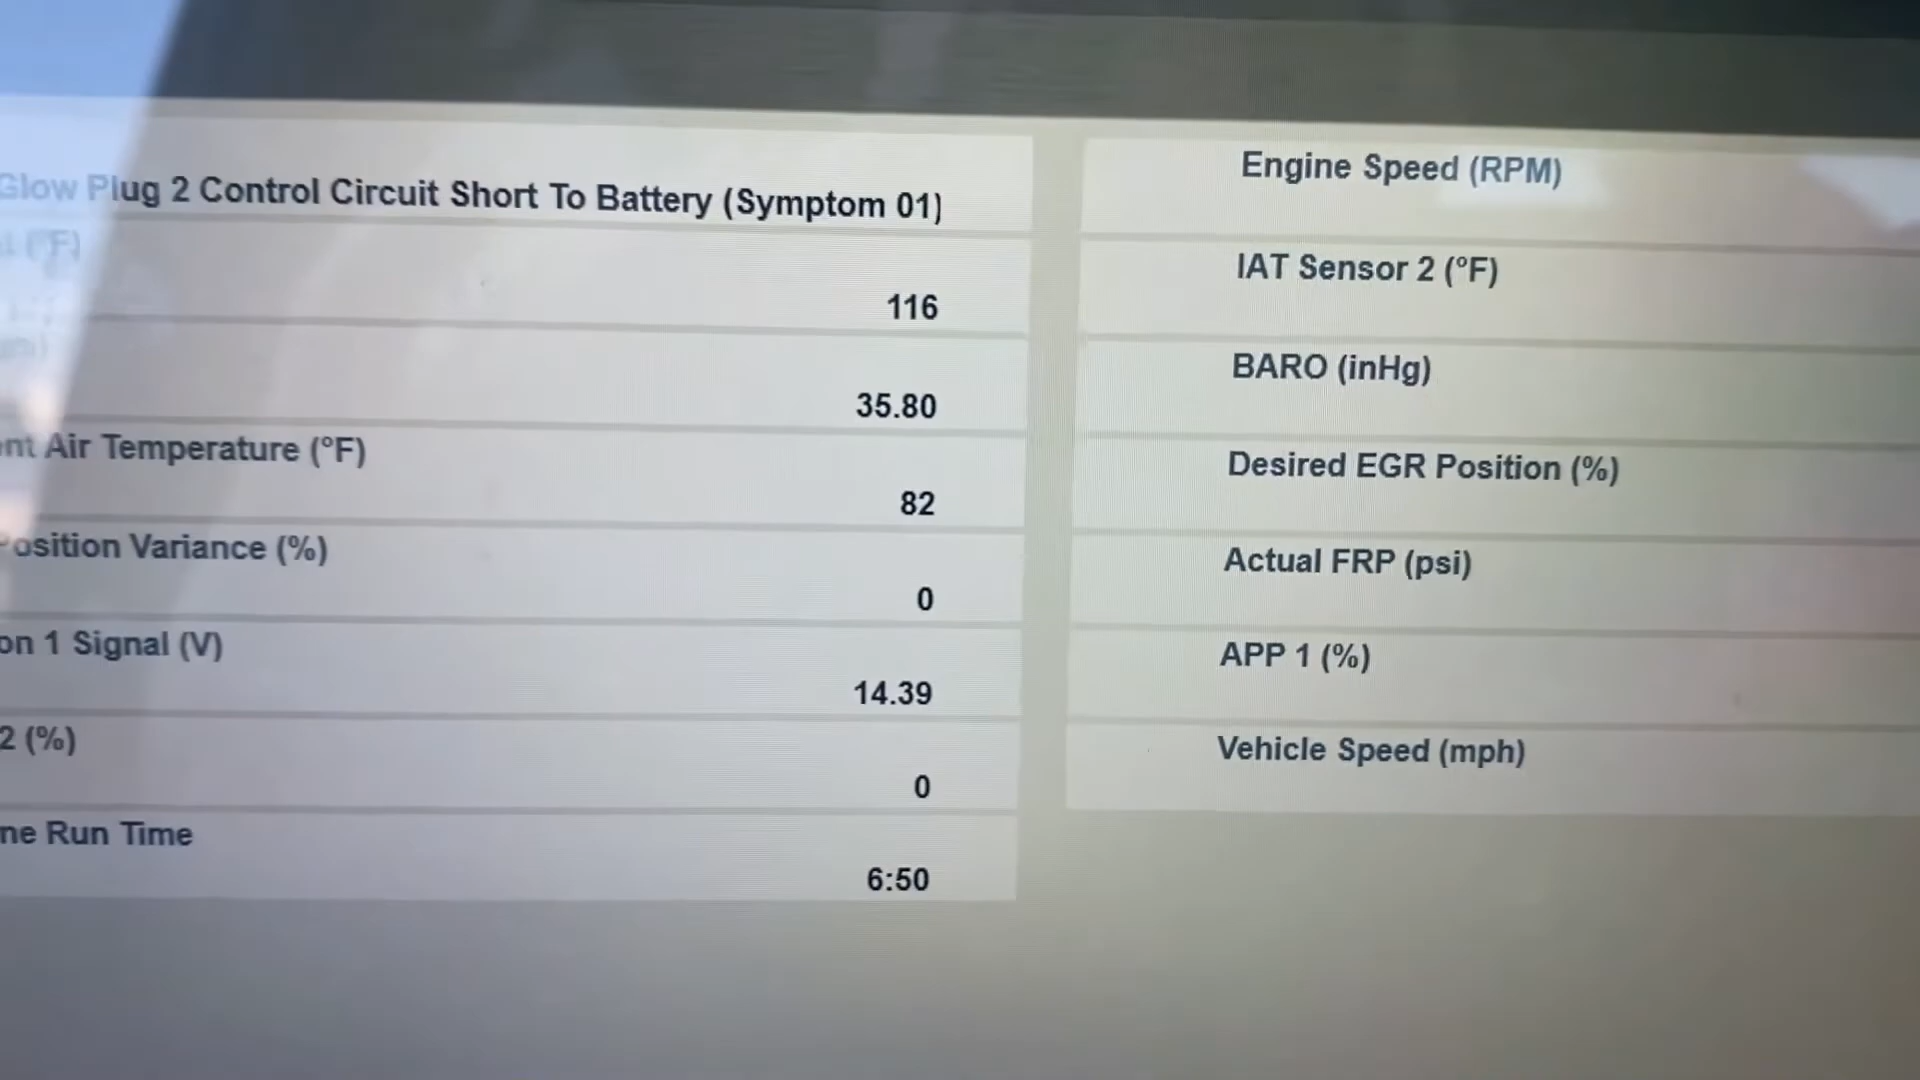 Glow Plug 2 Control Circuit Short To Battery (Symptom 01)
(°F)
116
35.80
nt Air Temperature (°F)
82
osition Variance (%)
0
on 1 Signal (V)
14.39
2 (%)
0
ne Run Time
6:50
Engine Speed (RPM)
IAT Sensor 2 (°F)
BARO (inHg)
Desired EGR Position (%)
Actual FRP (psi)
APP 1 (%)
Vehicle Speed (mph)